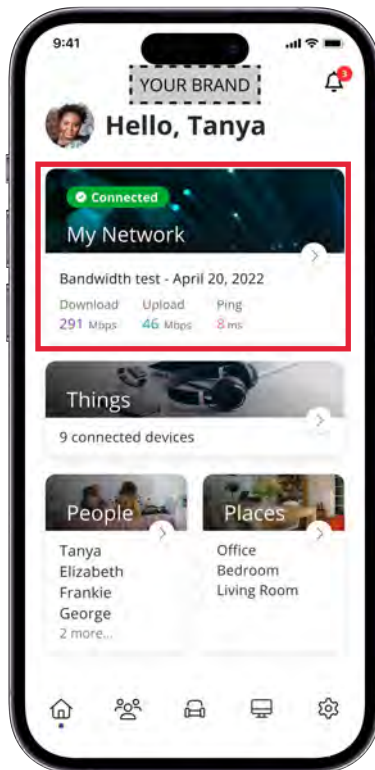 9:41
YOUR BRAND
3
Hello, Tanya
Connected
My Network
Bandwidth test - April 20, 2022
Download Upload Ping
291 Mbps 46 Mbps 8 ms
Things
9 connected devices
People Places
Tanya Office
Elizabeth Bedroom
Frankie Living Room
George
2 more...